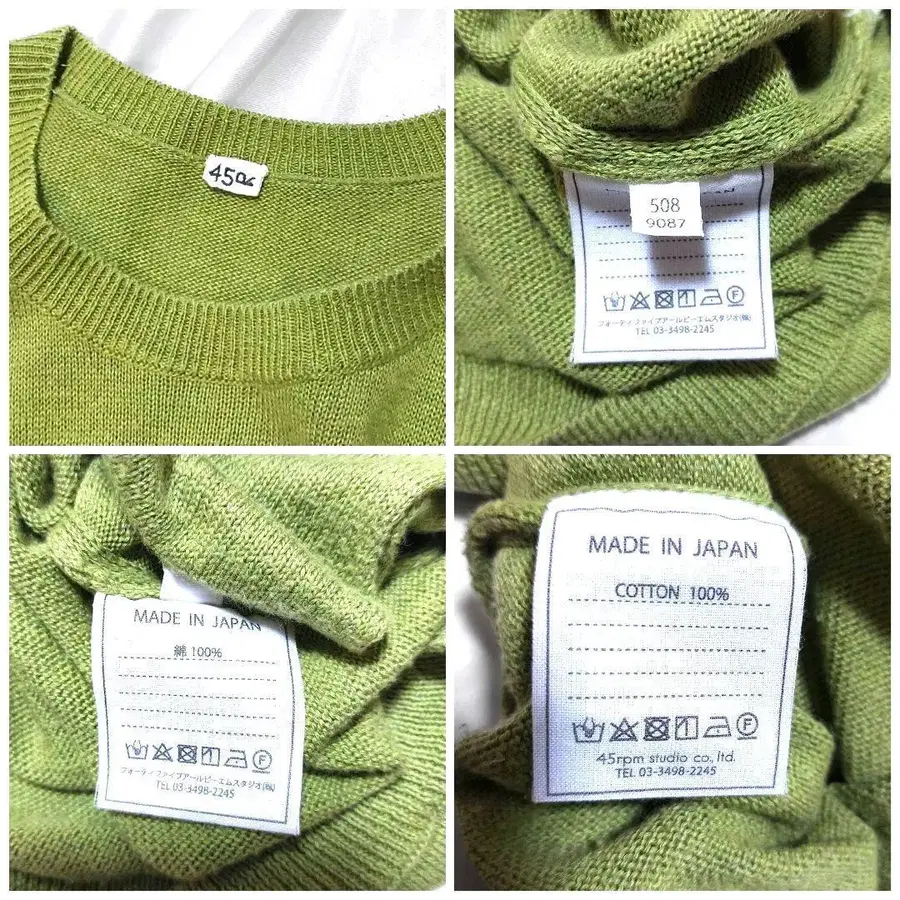 45R
508
9087
フォーティファイブアールピーエムスタジオ(株)
TEL 03-3498-2245
MADE IN JAPAN
綿 100%
フォーティファイブアールピーエムスタジオ(株)
TEL 03-3498-2245
MADE IN JAPAN
COTTON 100%
45rpm studio co., ltd.
TEL 03-3498-2245